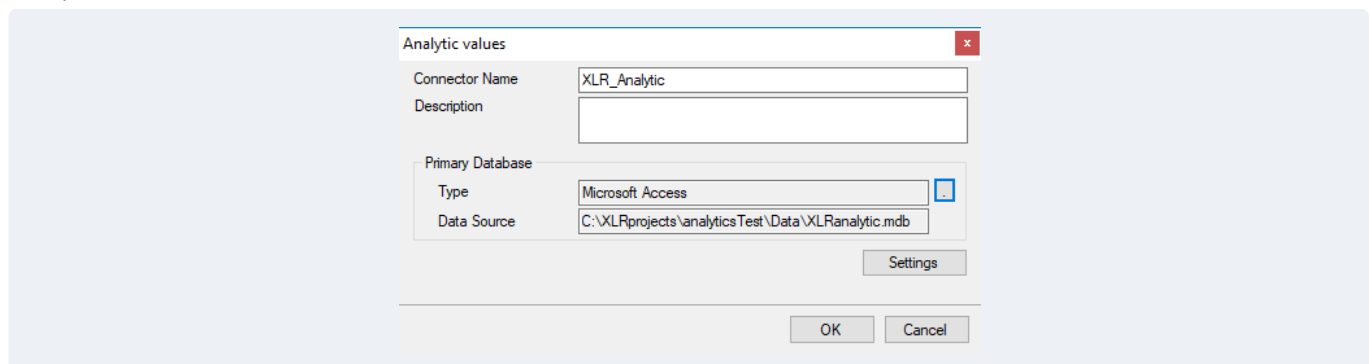 Analytic values
x
Connector Name XLR_Analytic
Description
Primary Database
Type Microsoft Access .
Data Source C:\XLRprojects\analyticsTest\Data\XLRanalytic.mdb
Settings
OK Cancel